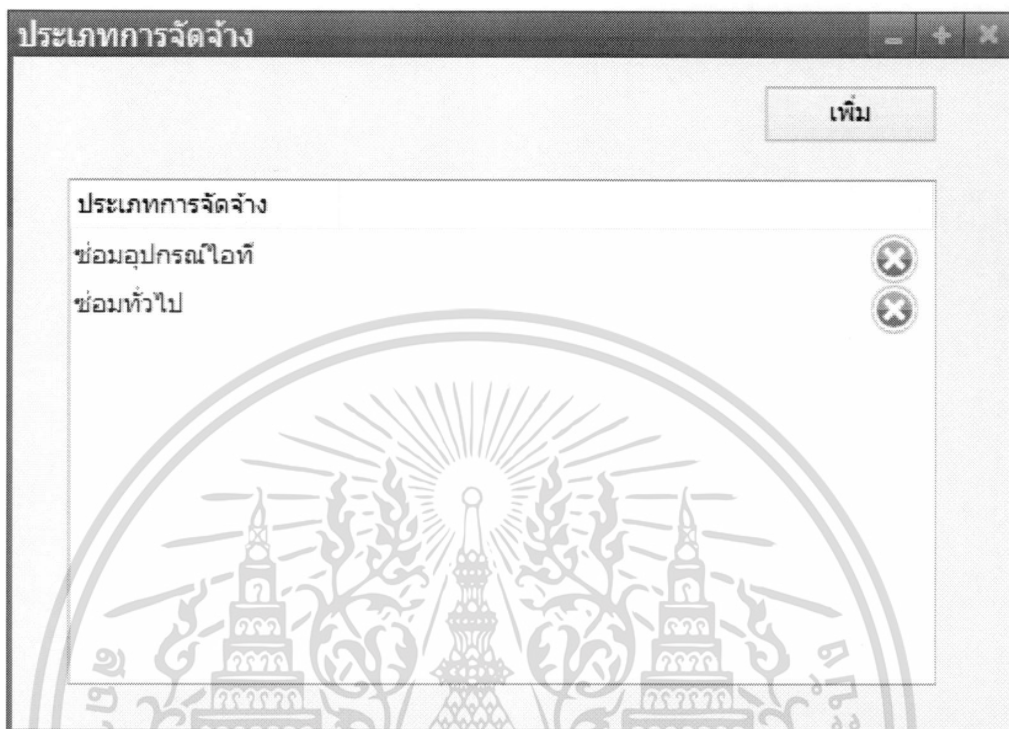 ประเภทการจัดจ้าง
เพิ่ม
ประเภทการจัดจ้าง
ซ่อมอุปกรณ์ไอที
ซ่อมทั่วไป